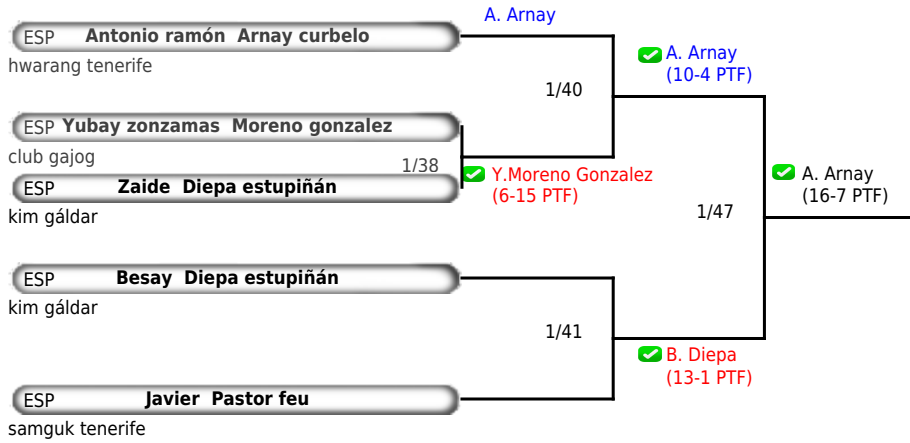 A. Arnay
ESP Antonio ramón Arnay curbelo
hwarang tenerife
A. Arnay
(10-4 PTF)
1/40
ESP Yubay zonzamas Moreno gonzalez
club gajog
1/38
ESP Zaide Diepa estupiñán
kim gáldar
Y.Moreno Gonzalez
(6-15 PTF)
A. Arnay
(16-7 PTF)
1/47
ESP Besay Diepa estupiñán
kim gáldar
1/41
B. Diepa
(13-1 PTF)
ESP Javier Pastor feu
samguk tenerife